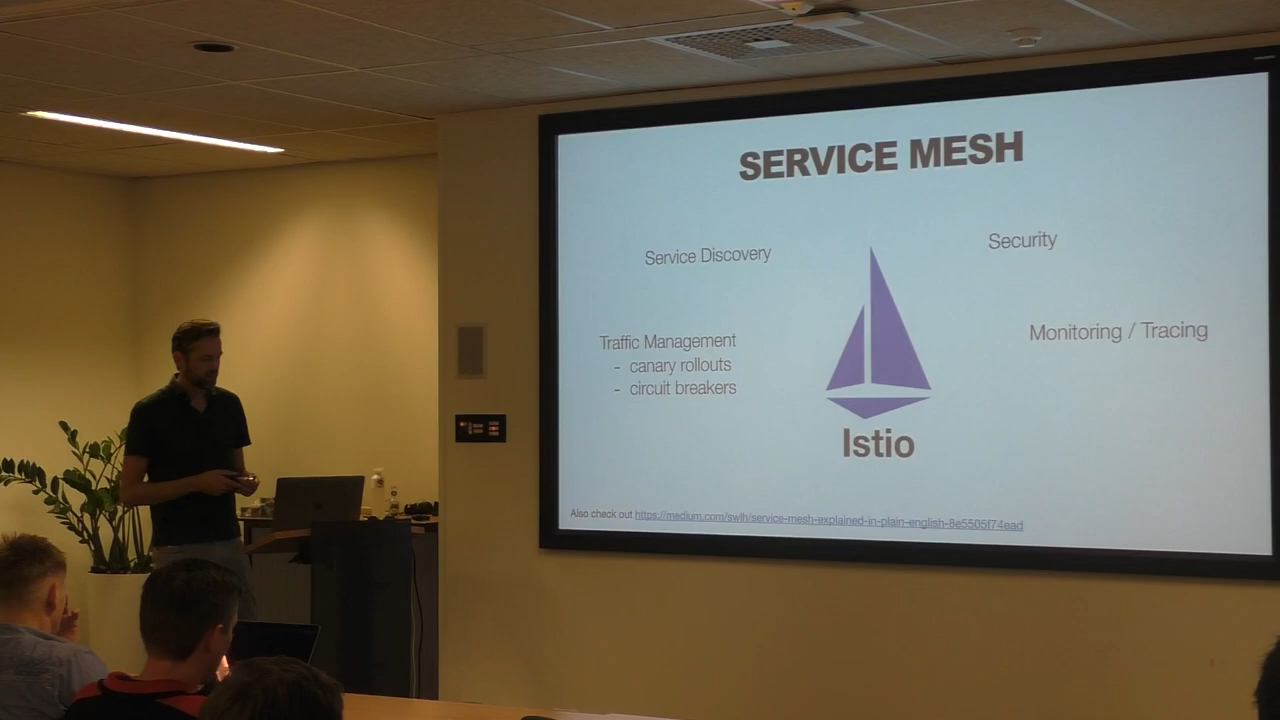 SERVICE MESH
Service Discovery
Security
Traffic Management
- canary rollouts
- circuit breakers
Monitoring / Tracing
Istio
Also check out https://medium.com/swlh/service-mesh-explained-in-plain-english-8e5505f74ead